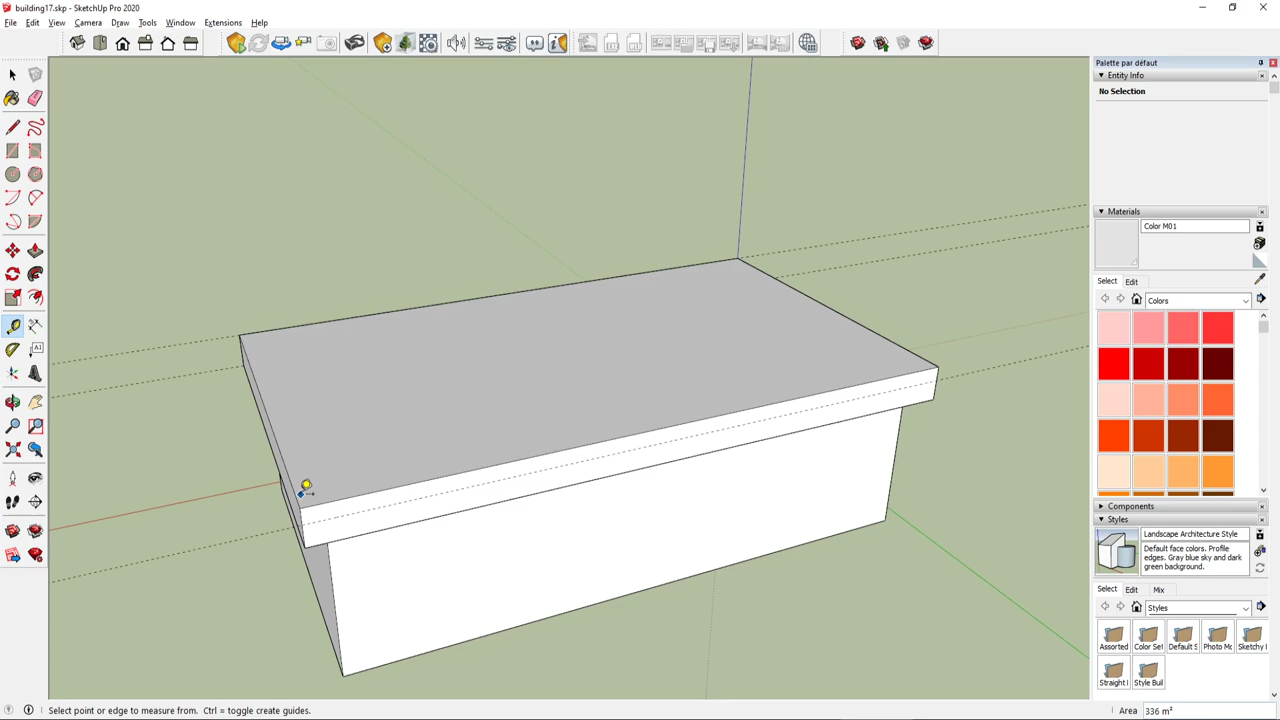 building17.skp - SketchUp Pro 2020
File Edit View Camera Draw Tools Window Extensions Help
Palette par défaut
Entity Info
No Selection
Materials
Color M01
Select Edit
Colors
Components
Styles
Landscape Architecture Style
Default face colors. Profile
edges. Gray blue sky and dark
green background.
Select Edit Mix
Styles
Assorted Color Set Default S Photo Mo Sketchy I
Straight I Style Buil
Select point or edge to measure from. Ctrl = toggle create guides.
Area 336 m²